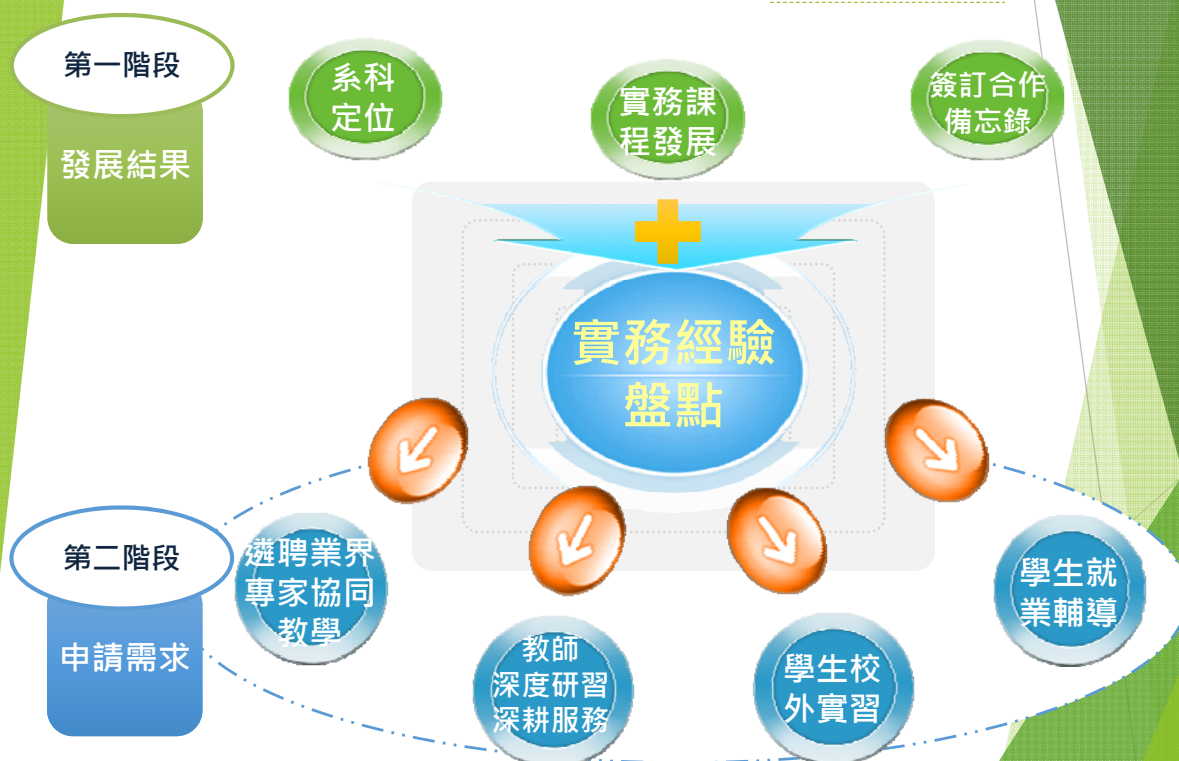 第一階段
發展結果
系科
定位
實務課
程發展
簽訂合作
備忘錄
實務經驗
盤點
第二階段
申請需求
遴聘業界
專家協同
教學
教師
深度研習
深耕服務
學生校
外實習
學生就
業輔導